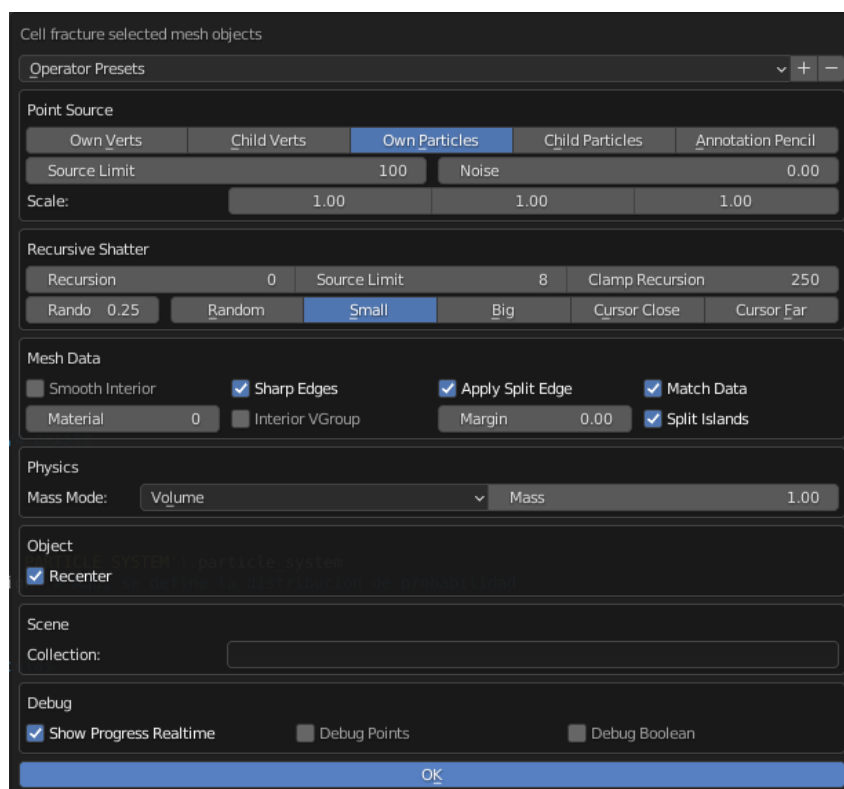 Cell fracture selected mesh objects
Operator Presets
Point Source
Own Verts Child Verts Own Particles Child Particles Annotation Pencil
Source Limit 100 Noise 0.00
Scale: 1.00 1.00 1.00
Recursive Shatter
Recursion 0 Source Limit 8 Clamp Recursion 250
Rando 0.25 Random Small Big Cursor Close Cursor Far
Mesh Data
Smooth Interior Sharp Edges Apply Split Edge Match Data
Material 0 Interior VGroup Margin 0.00 Split Islands
Physics
Mass Mode: Volume Mass 1.00
Object
particle system
Recenter
Scene
Collection:
Debug
Show Progress Realtime Debug Points Debug Boolean
OK